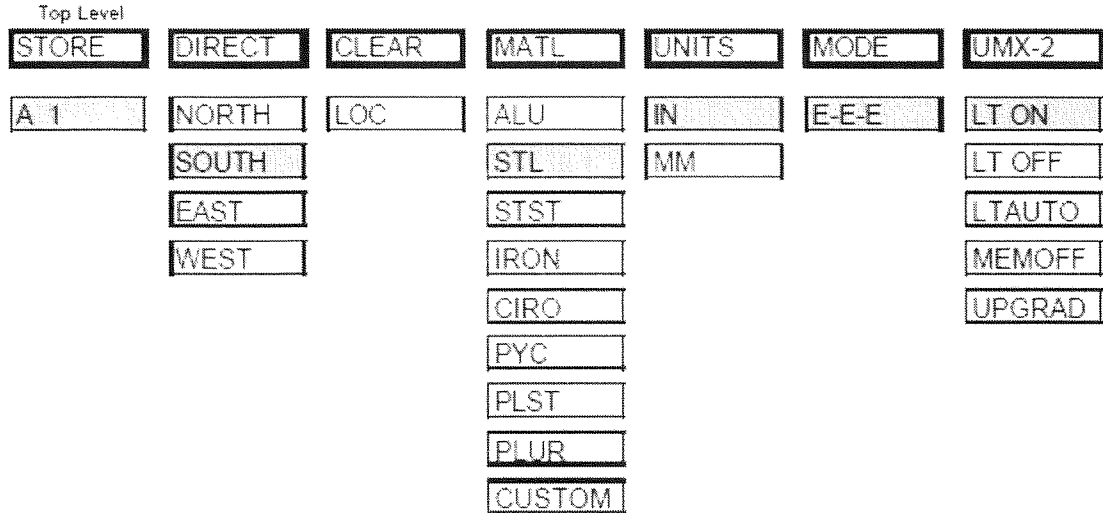 Top Level
STORE DIRECT CLEAR MATL UNITS MODE UMX-2
A 1 NORTH LOC ALU IN E-E-E LT ON
SOUTH STL MM LT OFF
EAST STST LTAUTO
WEST IRON MEMOFF
CIRO UPGRAD
PYC
PLST
PLUR
CUSTOM